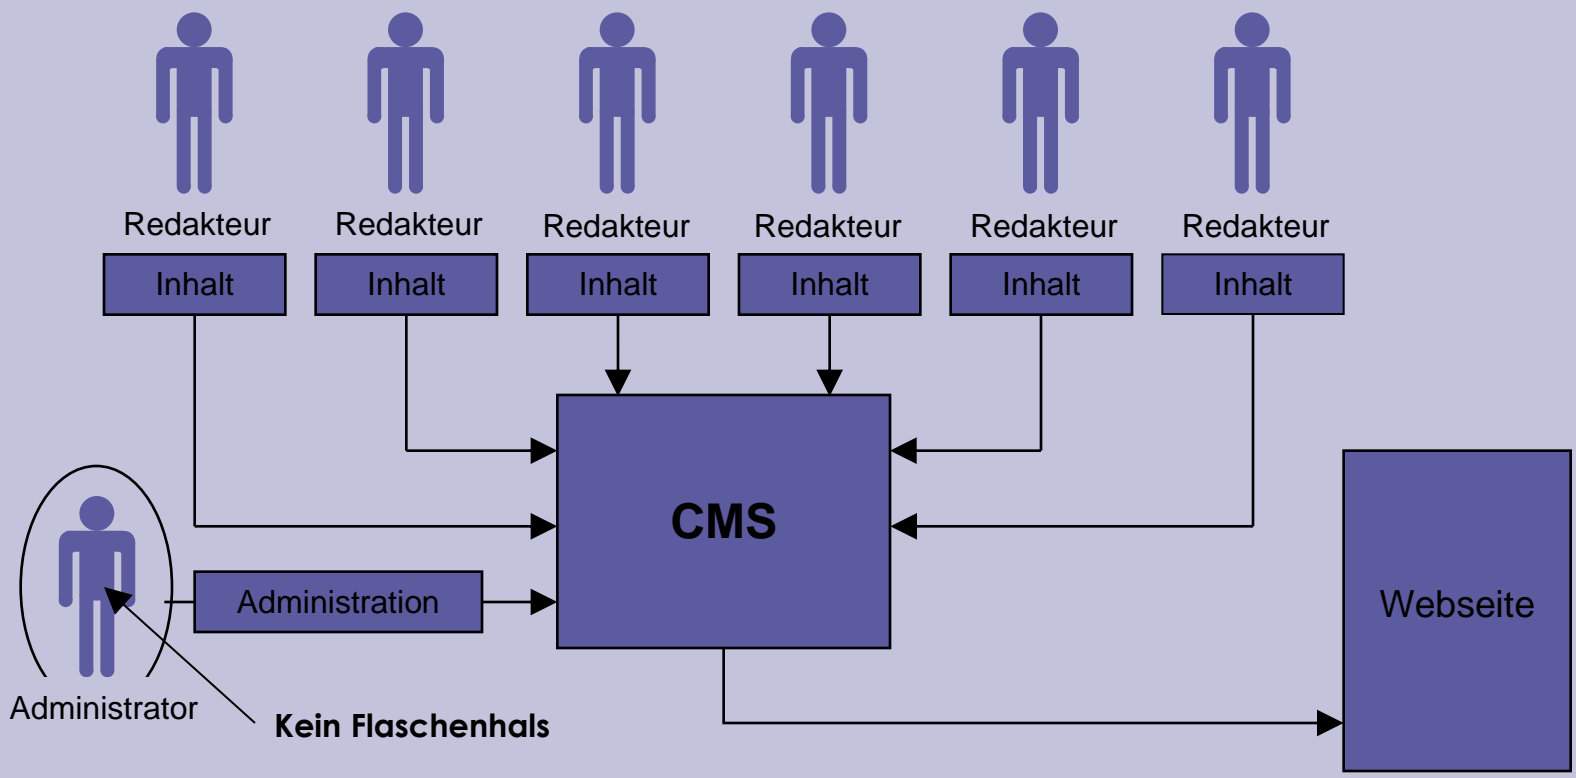 Redakteur
Redakteur
Redakteur
Redakteur
Redakteur
Redakteur
Inhalt
Inhalt
Inhalt
Inhalt
Inhalt
Inhalt
CMS
Administration
Webseite
Administrator
Kein Flaschenhals